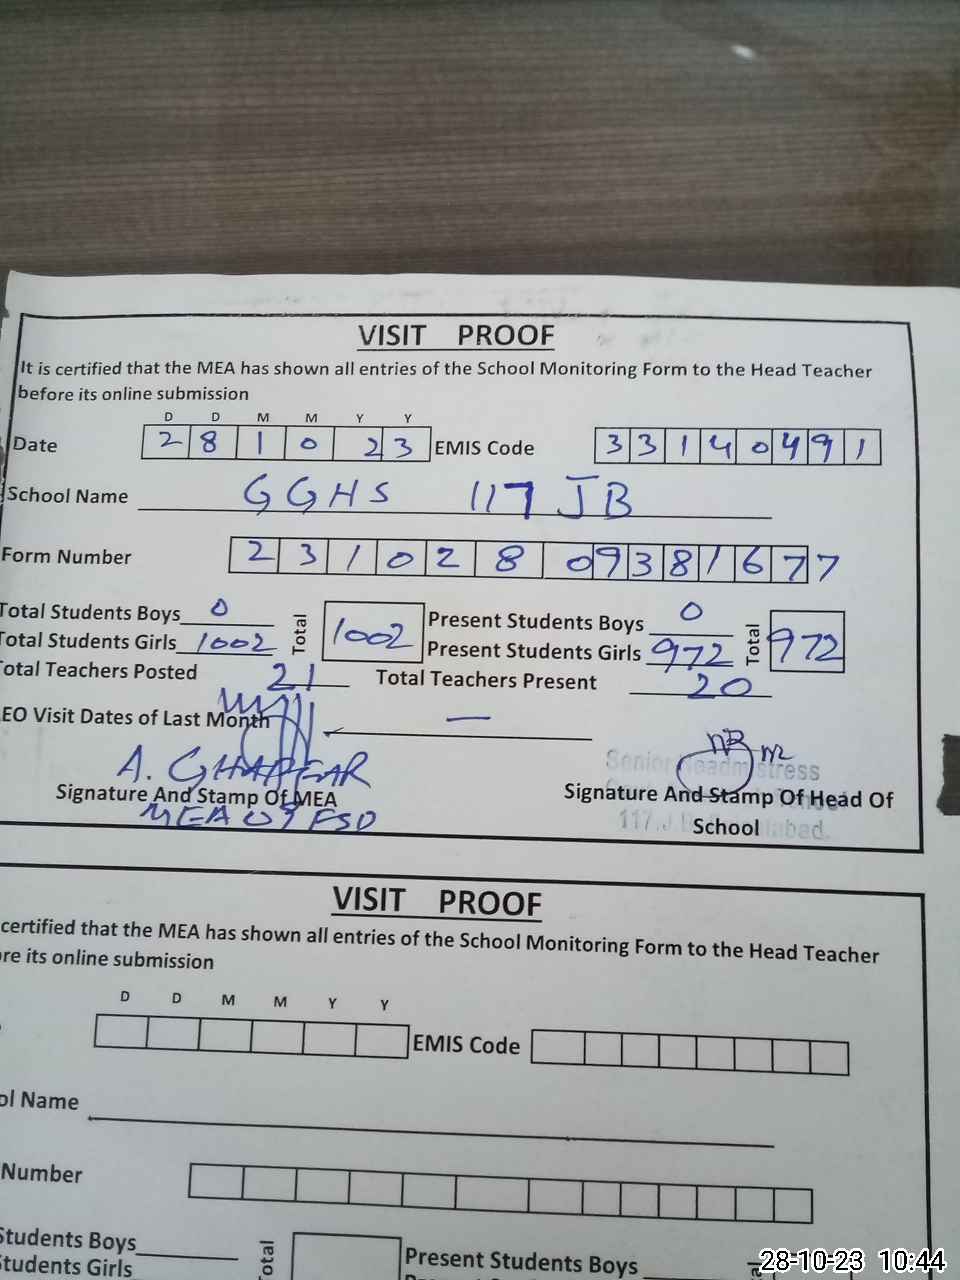 VISIT PROOF
It is certified that the MEA has shown all entries of the School Monitoring Form to the Head Teacher
before its online submission
D D M M Y Y
Date 2 8 1 0 2 3 EMIS Code 3 3 1 4 0 4 9 1
School Name GGHS 117 JB
Form Number 2 3 1 0 2 8 0 9 3 8 1 6 7 7
Total Students Boys 0 Total 1002 Present Students Boys 0 Total 972
Total Students Girls 1002 Present Students Girls 972
Total Teachers Posted 21 Total Teachers Present 20
EO Visit Dates of Last Month —
A. GHAFFAR
Senior Headmistress
Signature And Stamp Of MEA Signature And Stamp Of Head Of
MEA 09 FSD School
117.J
VISIT PROOF
certified that the MEA has shown all entries of the School Monitoring Form to the Head Teacher
re its online submission
D D M M Y Y
EMIS Code
ol Name
Number
Students Boys Total Present Students Boys
Students Girls
28-10-23 10:44